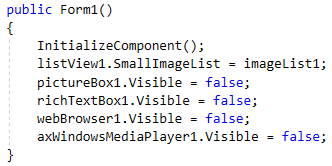 public Form1()
{
InitializeComponent();
listView1.SmallImageList = imageList1;
pictureBox1.Visible = false;
richTextBox1.Visible = false;
webBrowser1.Visible = false;
axWindowsMediaPlayer1.Visible = false;
}